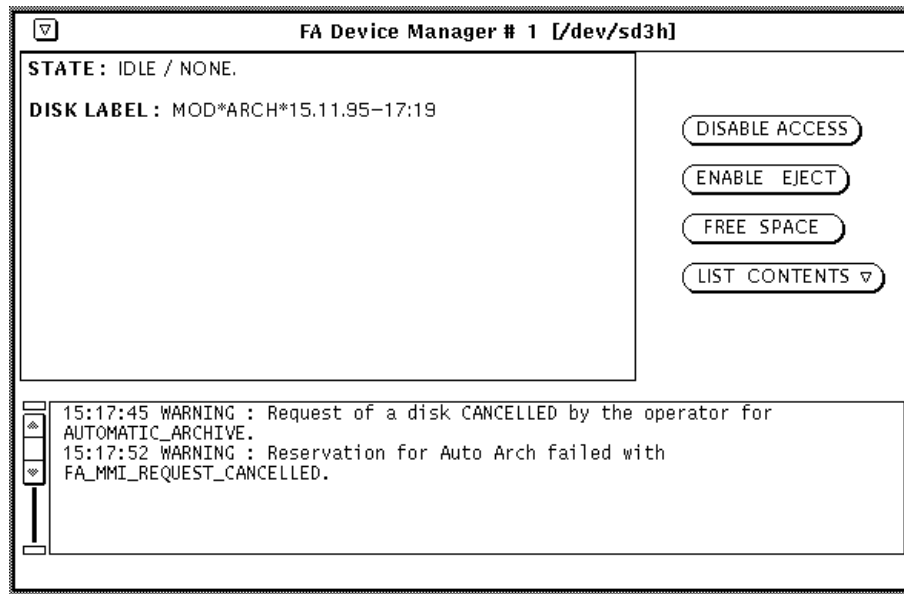 FA Device Manager # 1 [/dev/sd3h]
STATE : IDLE / NONE.
DISK LABEL : MOD*ARCH*15.11.95-17:19
DISABLE ACCESS
ENABLE EJECT
FREE SPACE
LIST CONTENTS
15:17:45 WARNING : Request of a disk CANCELLED by the operator for
AUTOMATIC_ARCHIVE.
15:17:52 WARNING : Reservation for Auto Arch failed with
FA_MMI_REQUEST_CANCELLED.